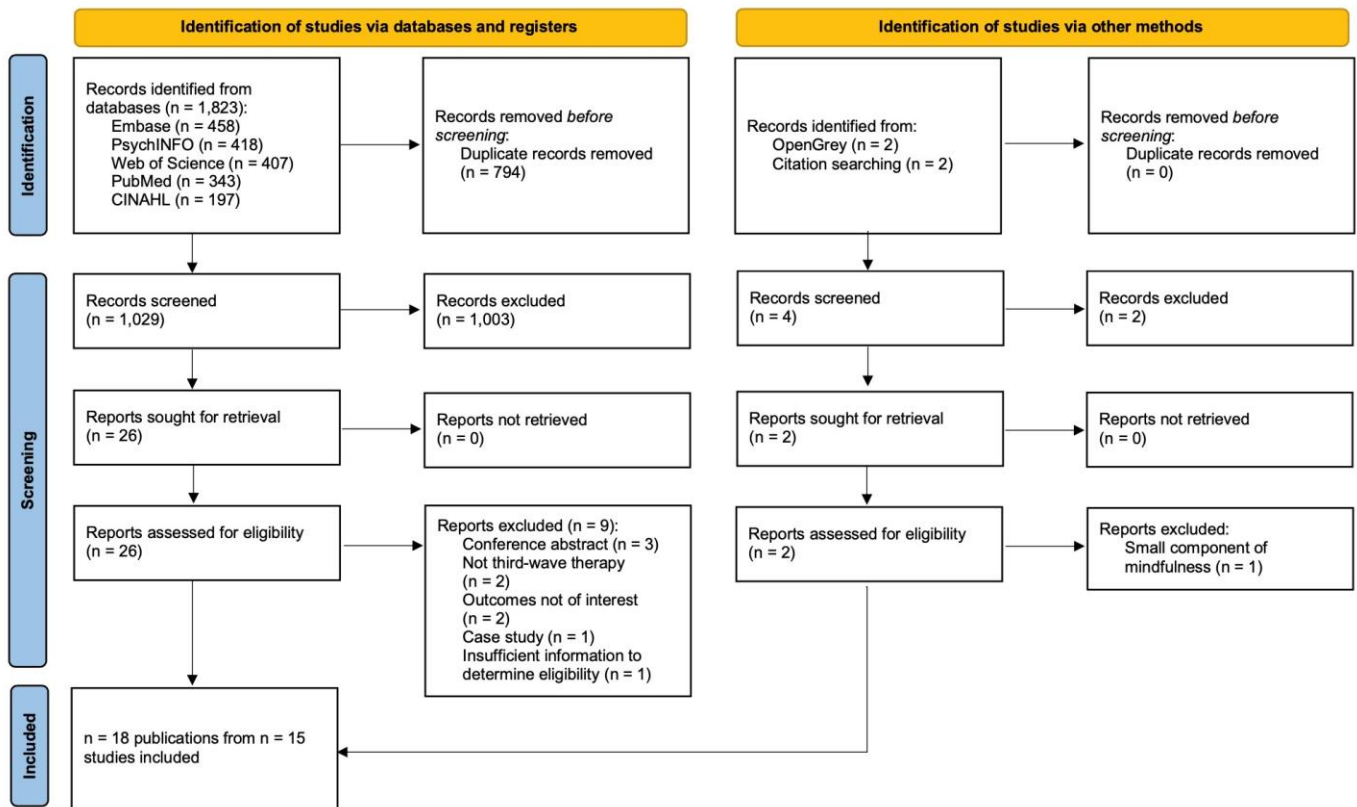 Identification of studies via databases and registers
Identification of studies via other methods
Identification
Records identified from
databases (n = 1,823):
Embase (n = 458)
PsychINFO (n = 418)
Web of Science (n = 407)
PubMed (n = 343)
CINAHL (n = 197)
Records removed before
screening:
Duplicate records removed
(n = 794)
Records identified from:
OpenGrey (n = 2)
Citation searching (n = 2)
Records removed before
screening:
Duplicate records removed
(n = 0)
Screening
Records screened
(n = 1,029)
Records excluded
(n = 1,003)
Records screened
(n = 4)
Records excluded
(n = 2)
Reports sought for retrieval
(n = 26)
Reports not retrieved
(n = 0)
Reports sought for retrieval
(n = 2)
Reports not retrieved
(n = 0)
Reports assessed for eligibility
(n = 26)
Reports excluded (n = 9):
Conference abstract (n = 3)
Not third-wave therapy
(n = 2)
Outcomes not of interest
(n = 2)
Case study (n = 1)
Insufficient information to
determine eligibility (n = 1)
Reports assessed for eligibility
(n = 2)
Reports excluded:
Small component of
mindfulness (n = 1)
Included
n = 18 publications from n = 15
studies included